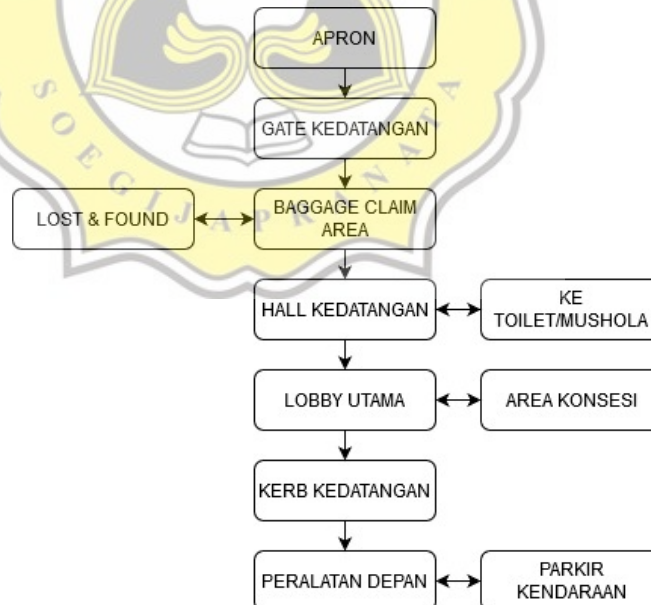 APRON
GATE KEDATANGAN
LOST & FOUND
BAGGAGE CLAIM
AREA
HALL KEDATANGAN
KE
TOILET/MUSHOLA
LOBBY UTAMA
AREA KONSESI
KERB KEDATANGAN
PERALATAN DEPAN
PARKIR
KENDARAAN
SOEGIJAPRANATA